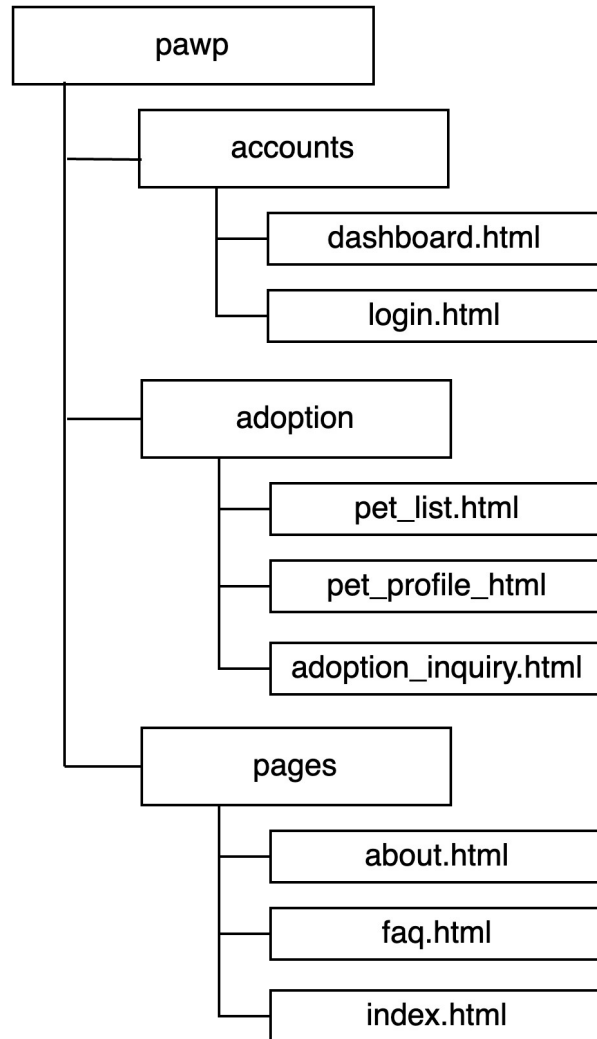 pawp
accounts
dashboard.html
login.html
adoption
pet_list.html
pet_profile_html
adoption_inquiry.html
pages
about.html
faq.html
index.html